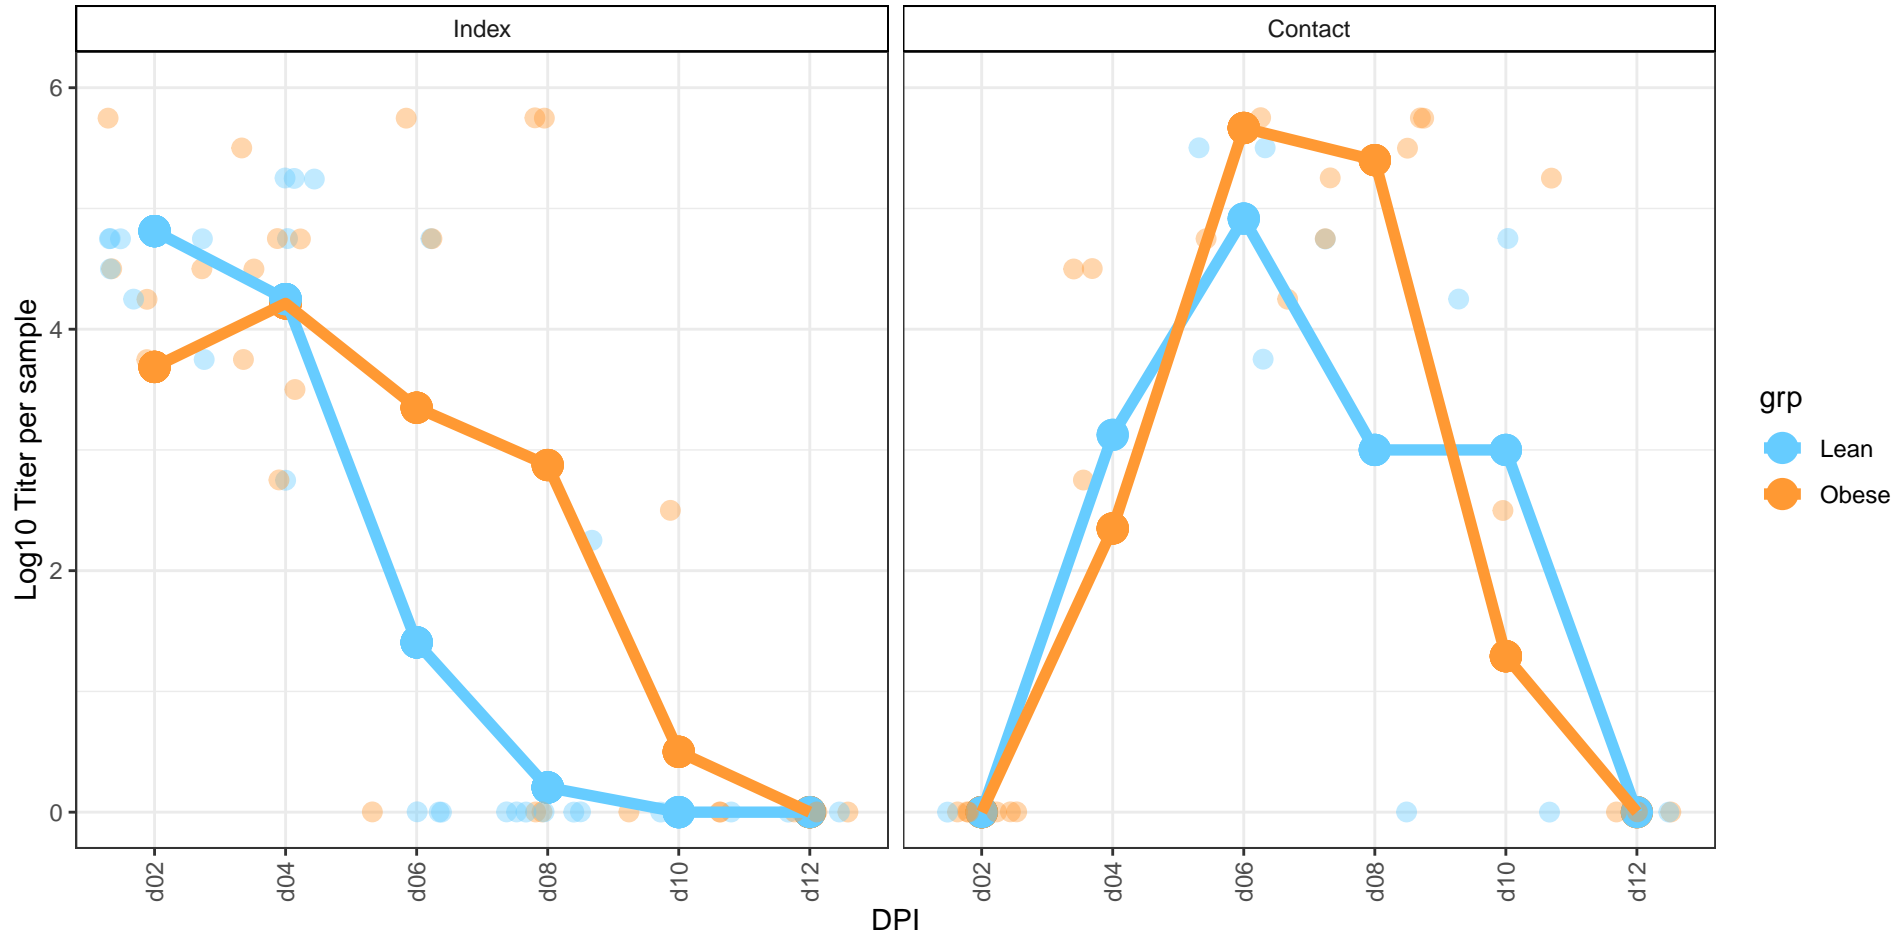 Index
Contact
Log10 Titer per sample
6
4
2
0
d02
d04
d06
d08
d10
d12
d02
d04
d06
d08
d10
d12
DPI
grp
Lean
Obese